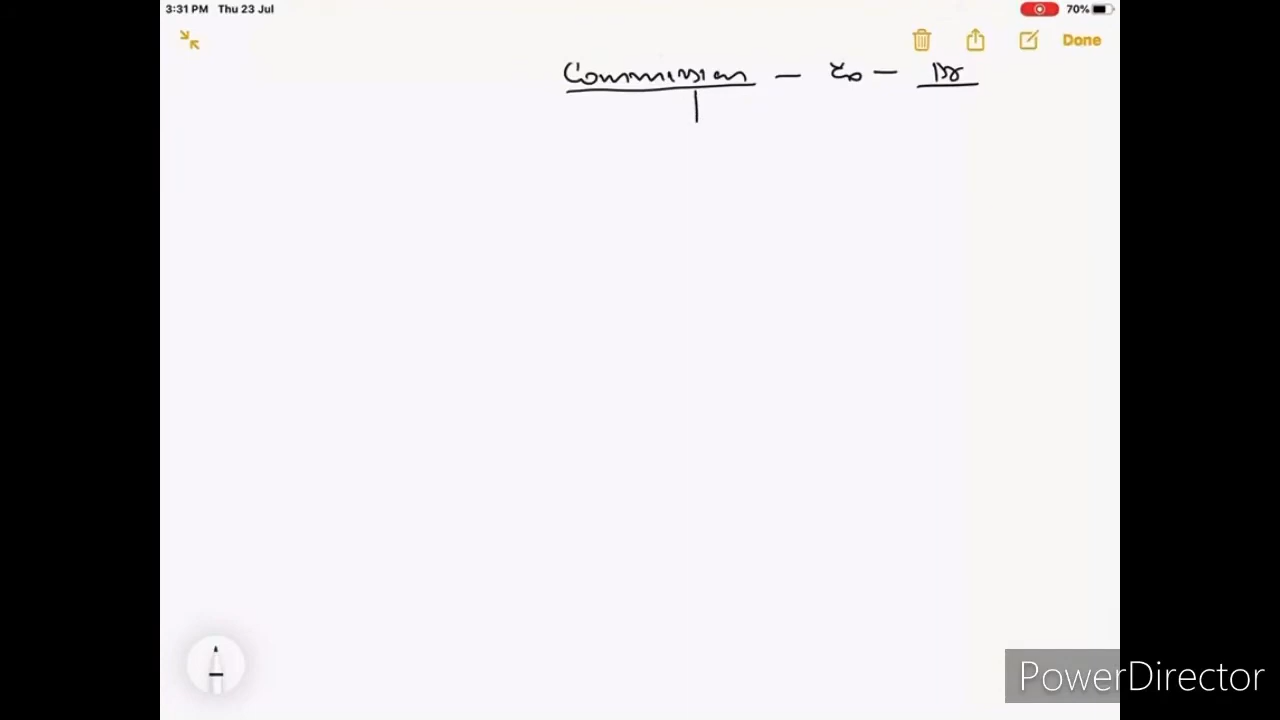 3:31 PM Thu 23 Jul
70%
Done
Commission — to — Dr
PowerDirector